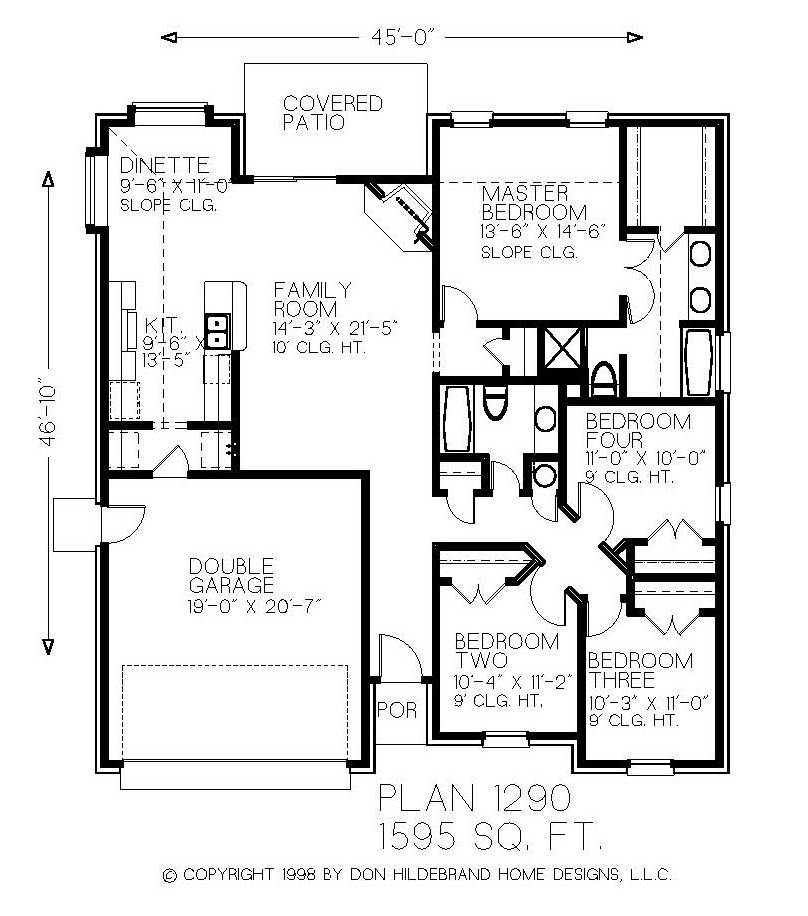 45'-0"
COVERED
PATIO
DINETTE
9'-6" X 11'-0"
SLOPE CLG.
MASTER
BEDROOM
13'-6" X 14'-6"
SLOPE CLG.
FAMILY
ROOM
14'-3" X 21'-5"
10' CLG. HT.
KIT.
9'-6" X
13'-5"
46'-10"
BEDROOM
FOUR
11'-0" X 10'-0"
9' CLG. HT.
DOUBLE
GARAGE
19'-0" X 20'-7"
BEDROOM
TWO
10'-4" X 11'-2"
9' CLG. HT.
BEDROOM
THREE
10'-3" X 11'-0"
9' CLG. HT.
POR
PLAN 1290
1595 SQ. FT.
© COPYRIGHT 1998 BY DON HILDEBRAND HOME DESIGNS, L.L.C.